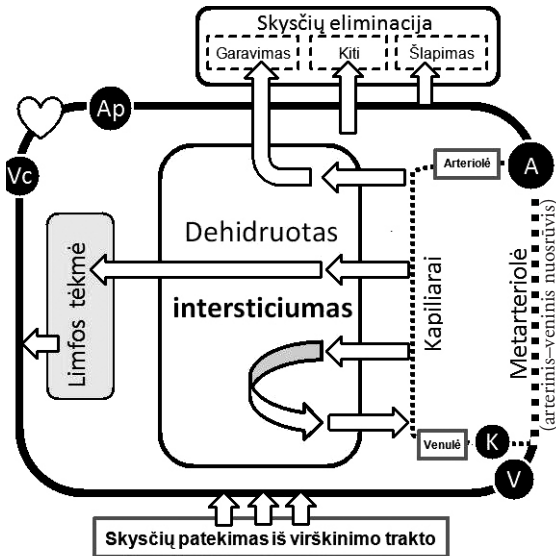 Skysčių eliminacija
Garavimas
Kiti
Šlapimas
Ap
Vc
Arteriolė
A
Dehidruotas
intersticiumas
Limfos tėkmė
Kapiliarai
Metarteriolė
(arterinis–veninis nuosrūvis)
Venulė
K
V
Skysčių patekimas iš virškinimo trakto